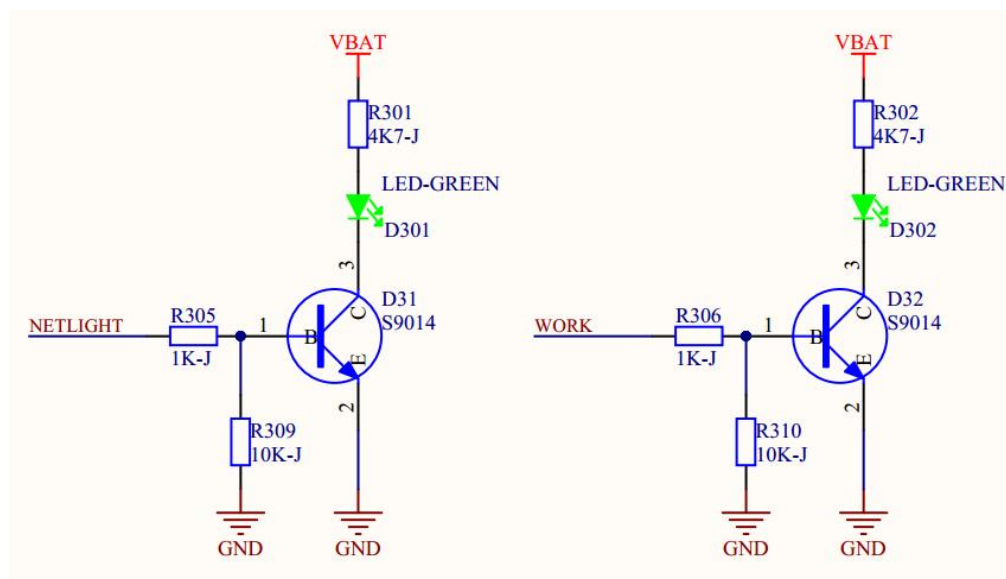 VBAT
R301
4K7-J
LED-GREEN
D301
3
D31
S9014
C
B
E
NETLIGHT
R305
1K-J
1
2
R309
10K-J
GND
GND
VBAT
R302
4K7-J
LED-GREEN
D302
3
D32
S9014
C
B
E
WORK
R306
1K-J
1
2
R310
10K-J
GND
GND